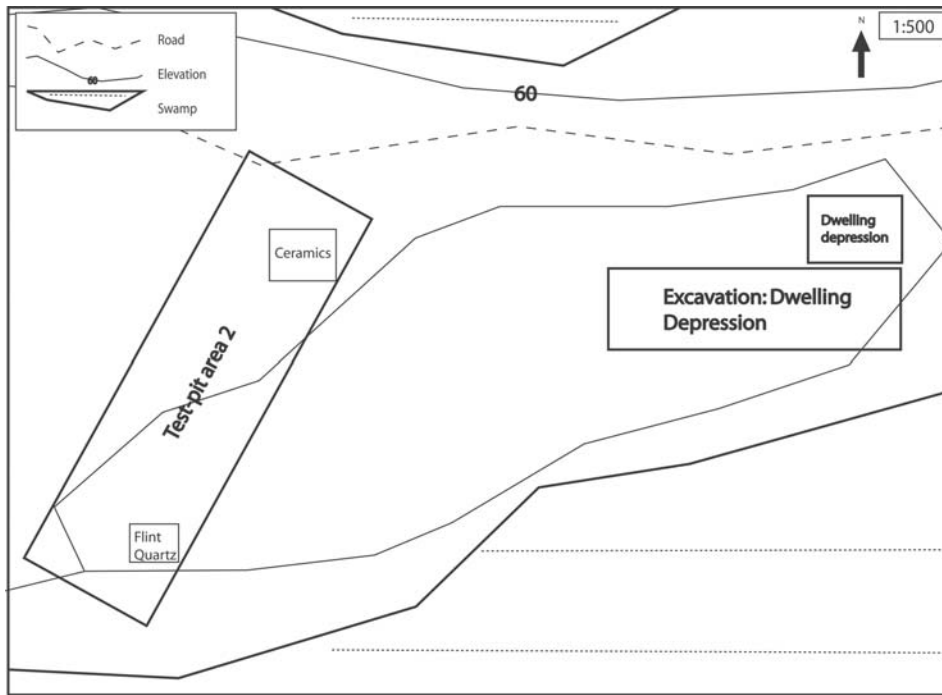 Road
60
Elevation
Swamp
N
1:500
60
Dwelling
depression
Ceramics
Excavation: Dwelling
Depression
Test-pit area 2
Flint
Quartz